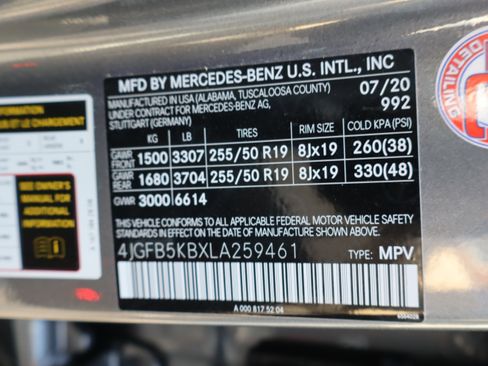 MFD BY MERCEDES-BENZ U.S. INTL., INC
MANUFACTURED IN USA (ALABAMA, TUSCALOOSA COUNTY) 07/20
UNDER CONTRACT FOR MERCEDES-BENZ AG, 992
STUTTGART (GERMANY)
KG LB TIRES RIM SIZE COLD KPA (PSI)
GAWR FRONT 1500 3307 255/50 R19 8Jx19 260(38)
GAWR REAR 1680 3704 255/50 R19 8Jx19 330(48)
GVWR 3000 6614
THIS VEHICLE CONFORMS TO ALL APPLICABLE FEDERAL MOTOR VEHICLE SAFETY
STANDARDS IN EFFECT ON THE DATE OF MANUFACTURE SHOWN ABOVE.
4JGFB5KBXLA259461 TYPE: MPV
A 000 817 52 04
SEE OWNER'S
MANUAL FOR
ADDITIONAL
INFORMATION
DETAILING